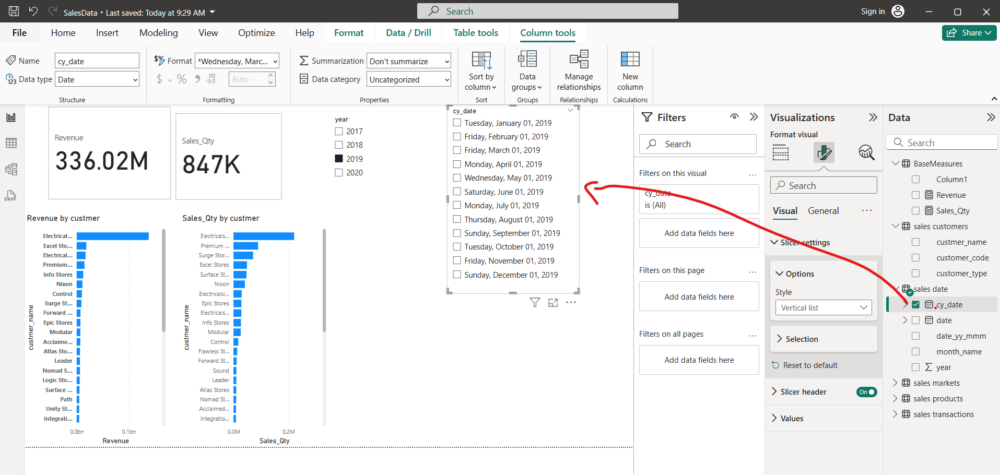 SalesData • Last saved: Today at 9:29 AM
Search
Sign in
File
Home
Insert
Modeling
View
Optimize
Help
Format
Data / Drill
Table tools
Column tools
Share
Name
cy_date
Data type
Date
Structure
Format
*Wednesday, Marc...
$
%
Auto
Formatting
Summarization
Don't summarize
Data category
Uncategorized
Properties
Sort by
column
Sort
Data
groups
Groups
Manage
relationships
Relationships
New
column
Calculations
DAX
Revenue
336.02M
Sales_Qty
847K
year
2017
2018
2019
2020
cy_date
Tuesday, January 01, 2019
Friday, February 01, 2019
Friday, March 01, 2019
Monday, April 01, 2019
Wednesday, May 01, 2019
Saturday, June 01, 2019
Monday, July 01, 2019
Thursday, August 01, 2019
Sunday, September 01, 2019
Tuesday, October 01, 2019
Friday, November 01, 2019
Sunday, December 01, 2019
Revenue by custmer
custmer_name
Electrical...
Excel Sto...
Electrical...
Premium...
Info Stores
Nixon
Control
Surge St...
Forward ...
Epic Stores
Modular
Acclaime...
Atlas Sto...
Leader
Nomad S...
Logic Sto...
Surface ...
Path
Unity St...
Integrati...
0.0bn
0.1bn
Revenue
Sales_Qty by custmer
custmer_name
Electricals...
Premium ...
Surge Stor...
Excel Stores
Surface St...
Nixon
Electricalsl...
Epic Stores
Electricals...
Info Stores
Modular
Control
Flawless St...
Forward St...
Sound
Leader
Atlas Stores
Nomad St...
Acclaimed...
Integratio...
0.0M
0.2M
Sales_Qty
Filters
Search
Filters on this visual
cy_date
is (All)
Add data fields here
Filters on this page
Add data fields here
Filters on all pages
Add data fields here
Visualizations
Format visual
Search
Visual
General
Slicer settings
Options
Style
Vertical list
Selection
Reset to default
Slicer header
On
Values
Data
Search
BaseMeasures
Column1
Revenue
Sales_Qty
sales customers
custmer_name
customer_code
customer_type
sales date
cy_date
date
date_yy_mmm
month_name
year
sales markets
sales products
sales transactions